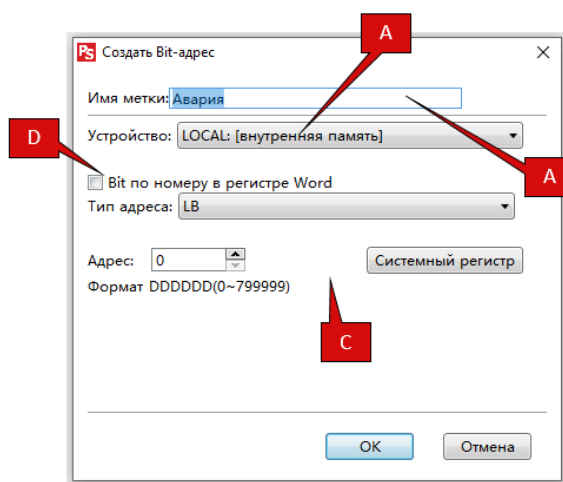 A
PS Создать Bit-адрес
Имя метки: Авария
Устройство: LOCAL: [внутренняя память]
D
Bit по номеру в регистре Word
A
Тип адреса: LB
Адрес: 0 Системный регистр
Формат DDDDDD(0~799999)
C
OK Отмена